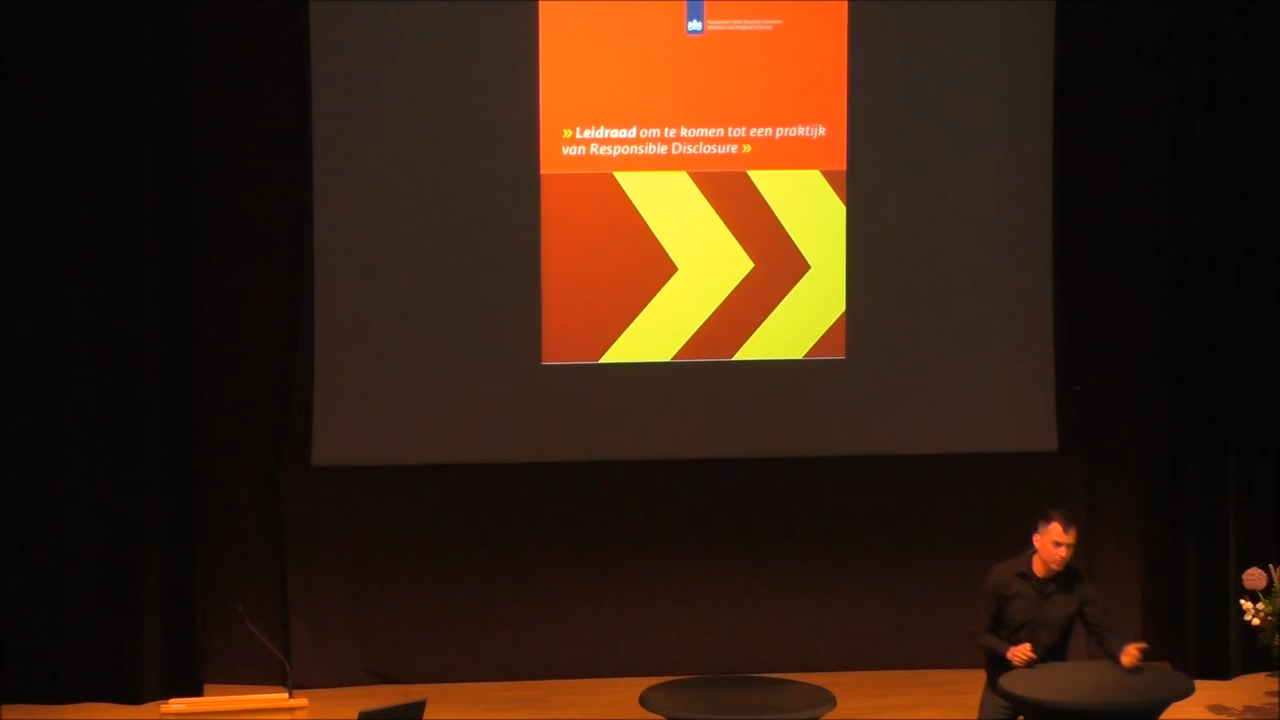 » Leidraad om te komen tot een praktijk
van Responsible Disclosure »